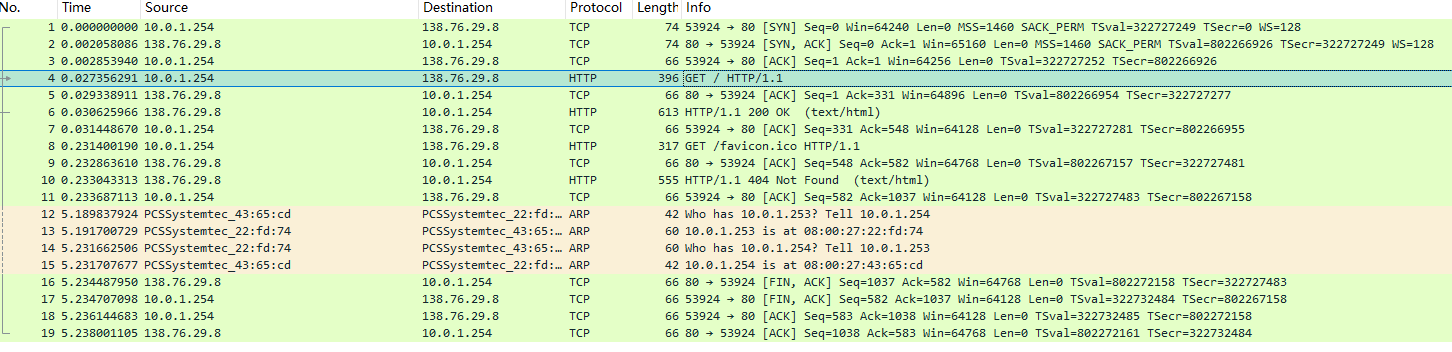 No. Time Source Destination Protocol Length Info
1 0.000000000 10.0.1.254 138.76.29.8 TCP 74 53924 → 80 [SYN] Seq=0 Win=64240 Len=0 MSS=1460 SACK_PERM TSval=322727249 TSecr=0 WS=128
2 0.002058086 138.76.29.8 10.0.1.254 TCP 74 80 → 53924 [SYN, ACK] Seq=0 Ack=1 Win=65160 Len=0 MSS=1460 SACK_PERM TSval=802266926 TSecr=322727249 WS=128
3 0.002853940 10.0.1.254 138.76.29.8 TCP 66 53924 → 80 [ACK] Seq=1 Ack=1 Win=64256 Len=0 TSval=322727252 TSecr=802266926
4 0.027356291 10.0.1.254 138.76.29.8 HTTP 396 GET / HTTP/1.1
5 0.029338911 138.76.29.8 10.0.1.254 TCP 66 80 → 53924 [ACK] Seq=1 Ack=331 Win=64896 Len=0 TSval=802266954 TSecr=322727277
6 0.030625966 138.76.29.8 10.0.1.254 HTTP 613 HTTP/1.1 200 OK (text/html)
7 0.031448670 10.0.1.254 138.76.29.8 TCP 66 53924 → 80 [ACK] Seq=331 Ack=548 Win=64128 Len=0 TSval=322727281 TSecr=802266955
8 0.231400190 10.0.1.254 138.76.29.8 HTTP 317 GET /favicon.ico HTTP/1.1
9 0.232863610 138.76.29.8 10.0.1.254 TCP 66 80 → 53924 [ACK] Seq=548 Ack=582 Win=64768 Len=0 TSval=802267157 TSecr=322727481
10 0.233043313 138.76.29.8 10.0.1.254 HTTP 555 HTTP/1.1 404 Not Found (text/html)
11 0.233687113 10.0.1.254 138.76.29.8 TCP 66 53924 → 80 [ACK] Seq=582 Ack=1037 Win=64128 Len=0 TSval=322727483 TSecr=802267158
12 5.189837924 PCSSystemtec_43:65:cd PCSSystemtec_22:fd:… ARP 42 Who has 10.0.1.253? Tell 10.0.1.254
13 5.191700729 PCSSystemtec_22:fd:74 PCSSystemtec_43:65:… ARP 60 10.0.1.253 is at 08:00:27:22:fd:74
14 5.231662506 PCSSystemtec_22:fd:74 PCSSystemtec_43:65:… ARP 60 Who has 10.0.1.254? Tell 10.0.1.253
15 5.231707677 PCSSystemtec_43:65:cd PCSSystemtec_22:fd:… ARP 42 10.0.1.254 is at 08:00:27:43:65:cd
16 5.234487950 138.76.29.8 10.0.1.254 TCP 66 80 → 53924 [FIN, ACK] Seq=1037 Ack=582 Win=64768 Len=0 TSval=802272158 TSecr=322727483
17 5.234707098 10.0.1.254 138.76.29.8 TCP 66 53924 → 80 [FIN, ACK] Seq=582 Ack=1037 Win=64128 Len=0 TSval=322732484 TSecr=802267158
18 5.236144683 10.0.1.254 138.76.29.8 TCP 66 53924 → 80 [ACK] Seq=583 Ack=1038 Win=64128 Len=0 TSval=322732485 TSecr=802272158
19 5.238001105 138.76.29.8 10.0.1.254 TCP 66 80 → 53924 [ACK] Seq=1038 Ack=583 Win=64768 Len=0 TSval=802272161 TSecr=322732484